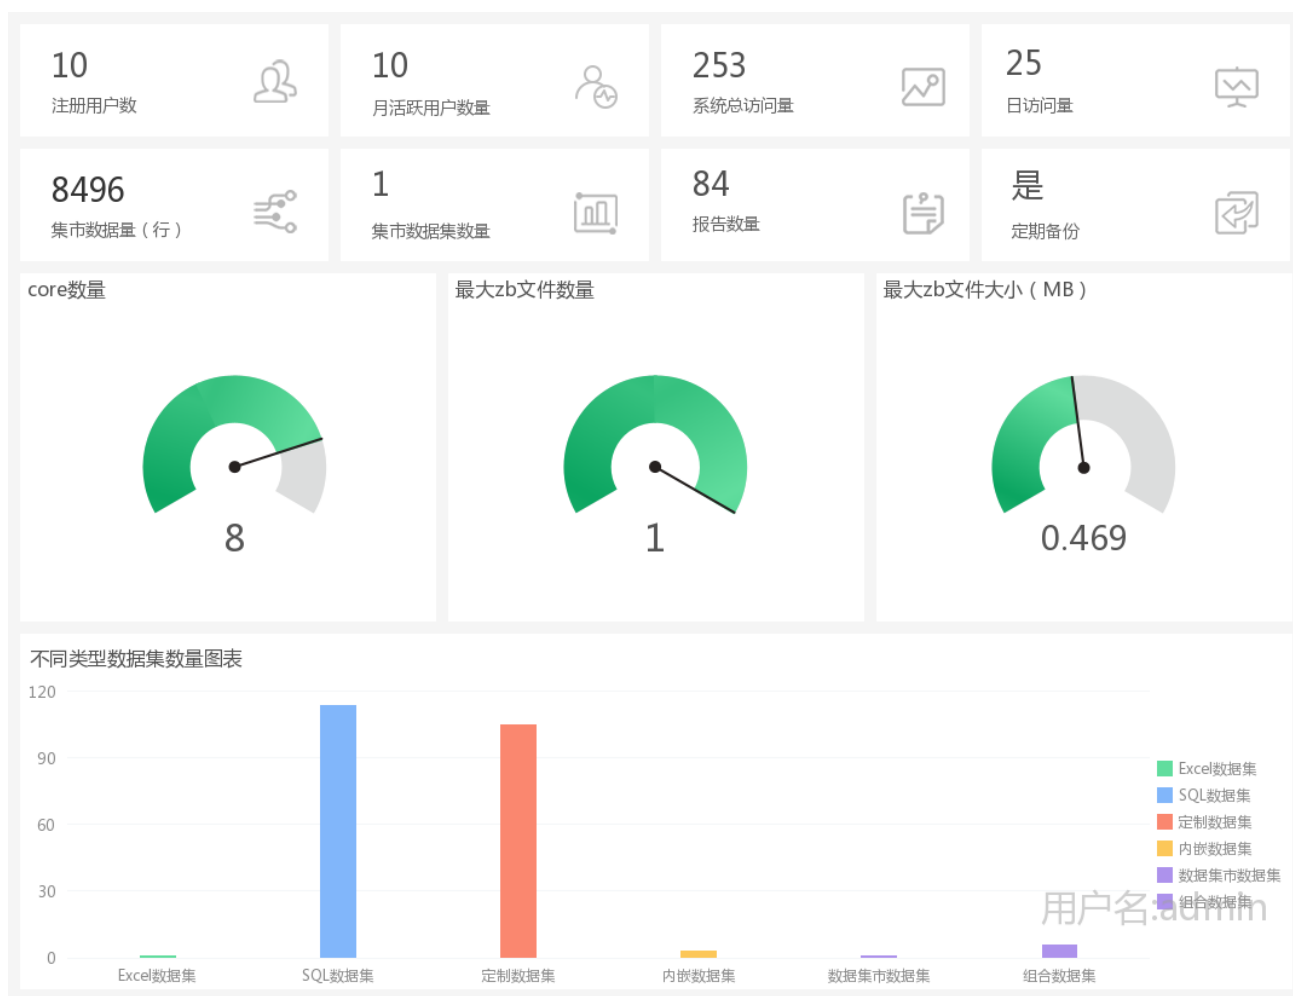 10
注册用户数
10
月活跃用户数量
253
系统总访问量
25
日访问量
8496
集市数据量（行）
1
集市数据集数量
84
报告数量
是
定期备份
core数量
最大zb文件数量
最大zb文件大小（MB）
8
1
0.469
不同类型数据集数量图表
120
90
60
30
0
Excel数据集
SQL数据集
定制数据集
内嵌数据集
数据集市数据集
组合数据集
Excel数据集
SQL数据集
定制数据集
内嵌数据集
数据集市数据集
组合数据集
用户名:admin